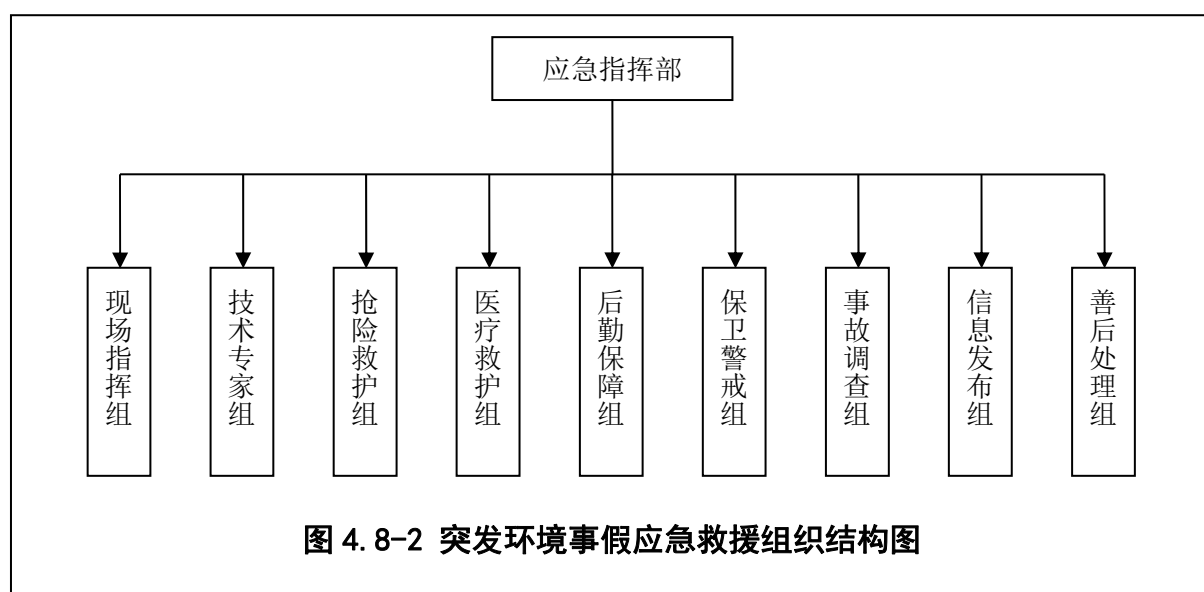 应急指挥部
现场指挥组
技术专家组
抢险救护组
医疗救护组
后勤保障组
保卫警戒组
事故调查组
信息发布组
善后处理组
图 4.8-2 突发环境事假应急救援组织结构图